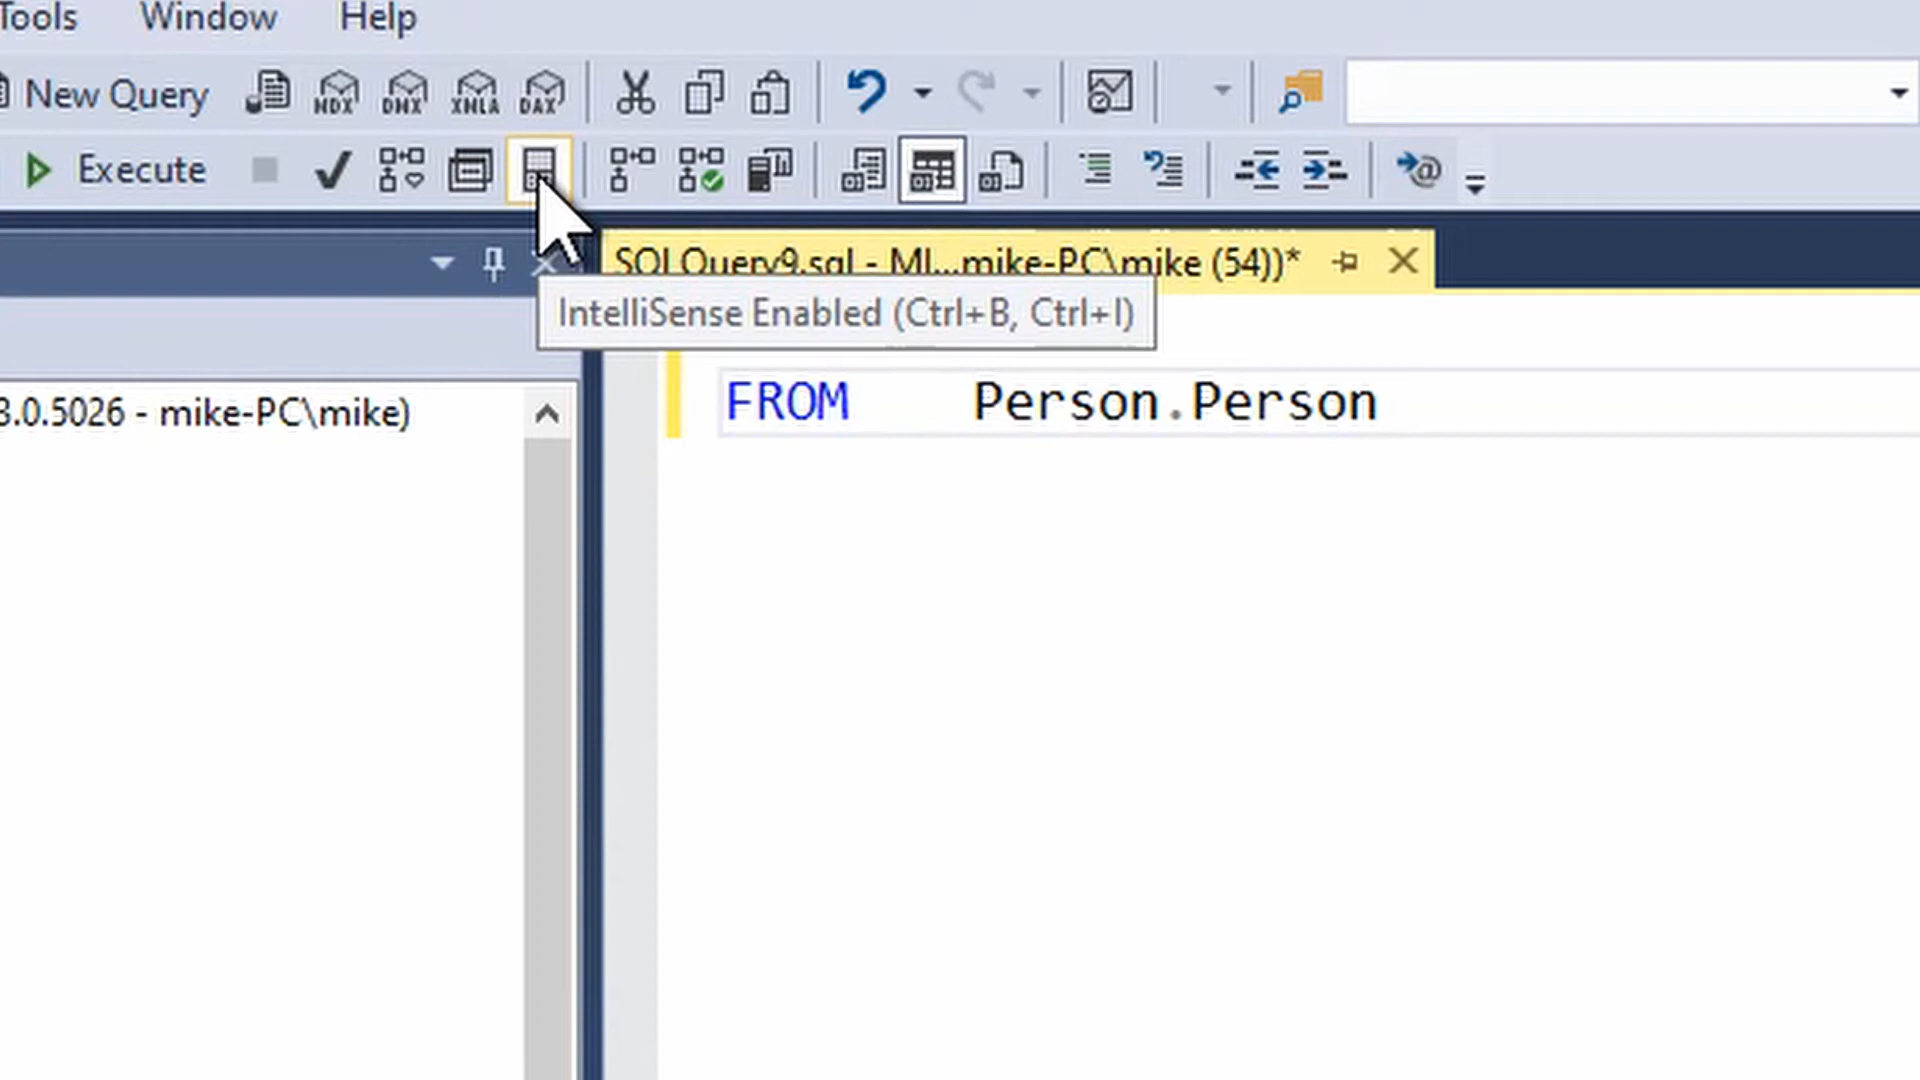 Tools Window Help
New Query MDX DMX XMLA DAX
Execute
SQLQuery9.sql - MI...mike-PC\mike (54))*
IntelliSense Enabled (Ctrl+B, Ctrl+I)
FROM Person.Person
3.0.5026 - mike-PC\mike)